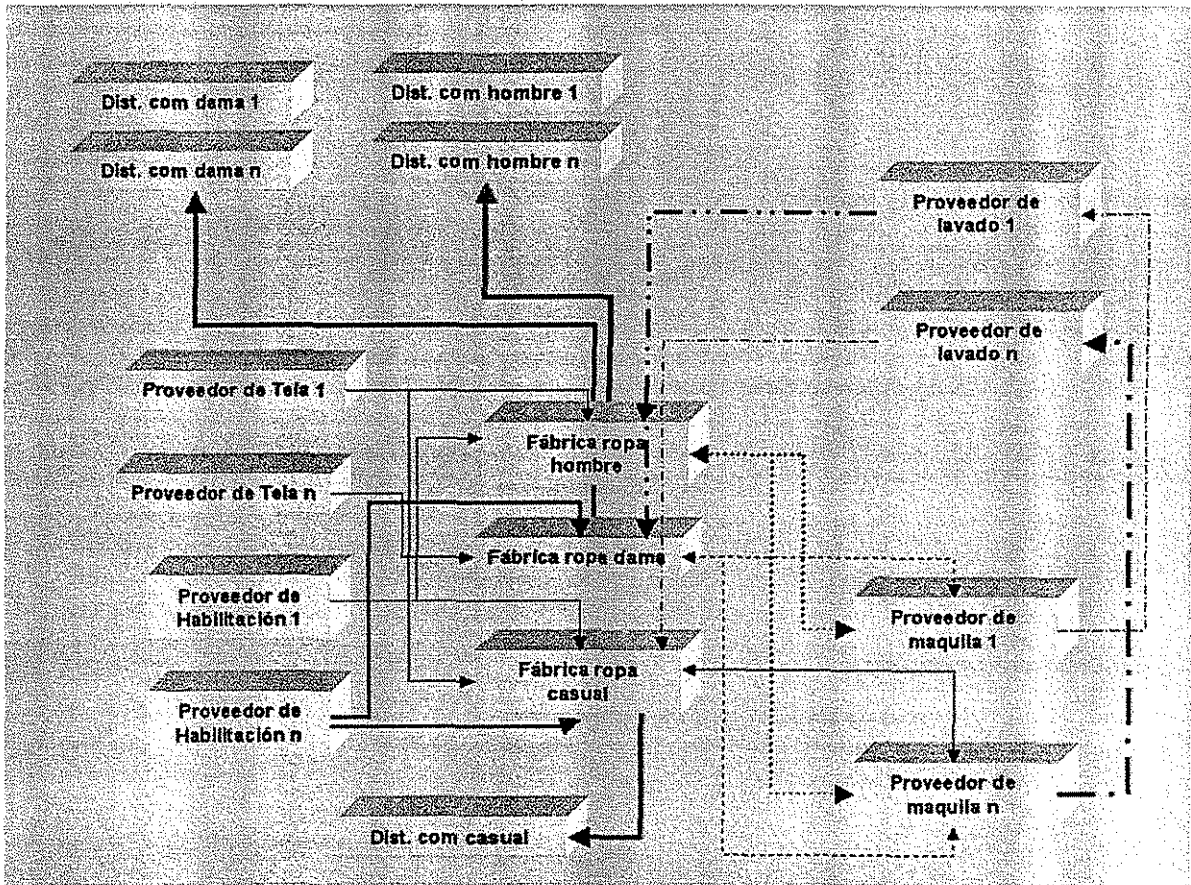 Dist. com dama 1
Dist. com hombre 1
Dist. com dama n
Dist. com hombre n
Proveedor de
lavado 1
Proveedor de
lavado n
Proveedor de Tela 1
Fábrica ropa
hombre
Proveedor de Tela n
Fábrica ropa dama
Proveedor de
Habilitación 1
Proveedor de
maquila 1
Fábrica ropa
casual
Proveedor de
Habilitación n
Proveedor de
maquila n
Dist. com casual